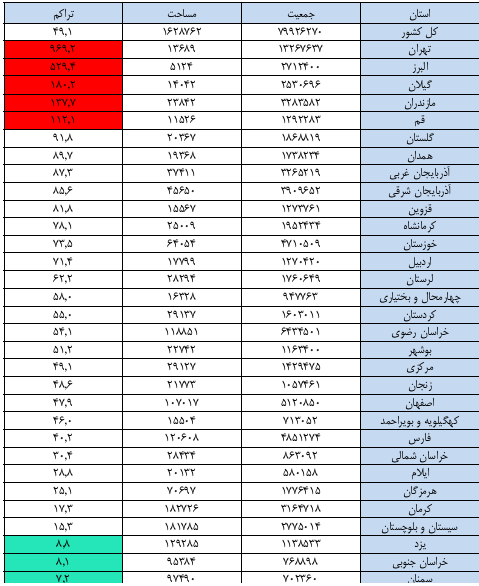 استان جمعیت مساحت تراکم
کل کشور ۷۹۹۲۶۲۷۰ ۱۶۲۸۷۶۲ ۴۹,۱
تهران ۱۳۲۶۷۶۳۷ ۱۳۶۸۹ ۹۶۹,۲
البرز ۲۷۱۲۴۰۰ ۵۱۲۴ ۵۲۹,۴
گیلان ۲۵۳۰۶۹۶ ۱۴۰۴۲ ۱۸۰,۲
مازندران ۳۲۸۳۵۸۲ ۲۳۸۴۲ ۱۳۷,۷
قم ۱۲۹۲۲۸۳ ۱۱۵۲۶ ۱۱۲,۱
گلستان ۱۸۶۸۸۱۹ ۲۰۳۶۷ ۹۱,۸
همدان ۱۷۳۸۲۳۴ ۱۹۳۶۸ ۸۹,۷
آذربایجان غربی ۳۲۶۵۲۱۹ ۳۷۴۱۱ ۸۷,۳
آذربایجان شرقی ۳۹۰۹۶۵۲ ۴۵۶۵۰ ۸۵,۶
قزوین ۱۲۷۳۷۶۱ ۱۵۵۶۷ ۸۱,۸
کرمانشاه ۱۹۵۲۴۳۴ ۲۵۰۰۹ ۷۸,۱
خوزستان ۴۷۱۰۵۰۹ ۶۴۰۵۴ ۷۳,۵
اردبیل ۱۲۷۰۴۲۰ ۱۷۷۹۹ ۷۱,۴
لرستان ۱۷۶۰۶۴۹ ۲۸۲۹۴ ۶۲,۲
چهارمحال و بختیاری ۹۴۷۷۶۳ ۱۶۳۲۸ ۵۸,۰
کردستان ۱۶۰۳۰۱۱ ۲۹۱۳۷ ۵۵,۰
خراسان رضوی ۶۴۳۴۵۰۱ ۱۱۸۸۵۱ ۵۴,۱
بوشهر ۱۱۶۳۴۰۰ ۲۲۷۴۲ ۵۱,۲
مرکزی ۱۴۲۹۴۷۵ ۲۹۱۲۷ ۴۹,۱
زنجان ۱۰۵۷۴۶۱ ۲۱۷۷۳ ۴۸,۶
اصفهان ۵۱۲۰۸۵۰ ۱۰۷۰۱۷ ۴۷,۹
کهگیلویه و بویراحمد ۷۱۳۰۵۲ ۱۵۵۰۴ ۴۶,۰
فارس ۴۸۵۱۲۷۴ ۱۲۰۶۰۸ ۴۰,۲
خراسان شمالی ۸۶۳۰۹۲ ۲۸۴۳۴ ۳۰,۴
ایلام ۵۸۰۱۵۸ ۲۰۱۳۲ ۲۸,۸
هرمزگان ۱۷۷۶۴۱۵ ۷۰۶۹۷ ۲۵,۱
کرمان ۳۱۶۴۷۱۸ ۱۸۲۷۲۶ ۱۷,۳
سیستان و بلوچستان ۲۷۷۵۰۱۴ ۱۸۱۷۸۵ ۱۵,۳
یزد ۱۱۳۸۵۳۳ ۱۲۹۲۸۵ ۸,۸
خراسان جنوبی ۷۶۸۸۹۸ ۹۵۳۸۴ ۸,۱
سمنان ۷۰۲۳۶۰ ۹۷۴۹۰ ۷,۲